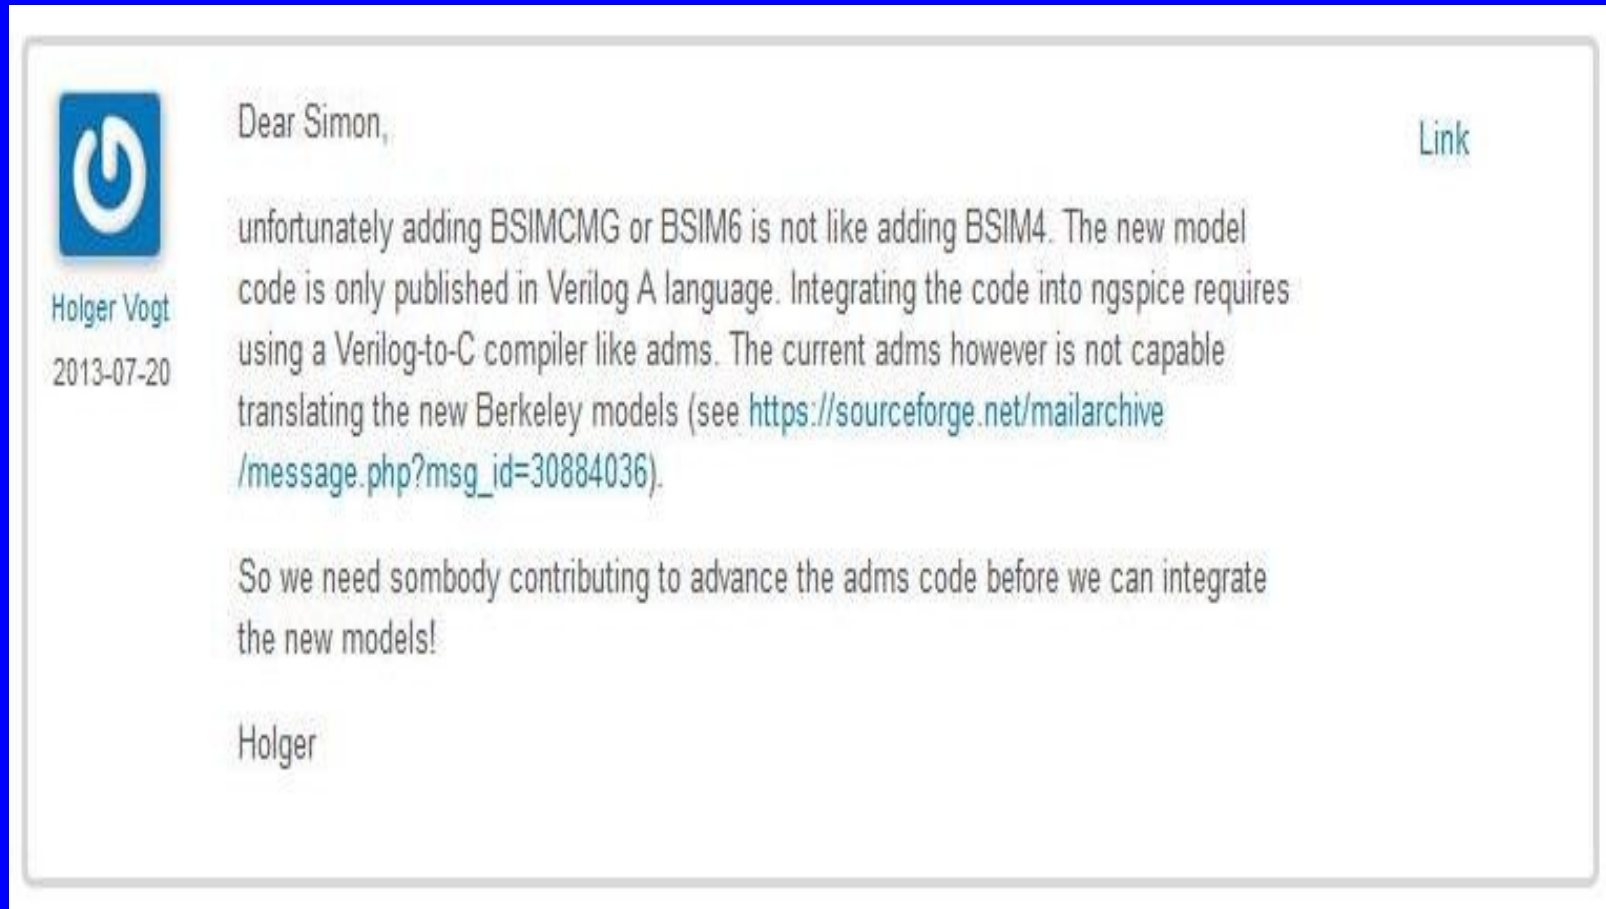 Dear Simon,
Link
unfortunately adding BSIMCMG or BSIM6 is not like adding BSIM4. The new model
code is only published in Verilog A language. Integrating the code into ngspice requires
using a Verilog-to-C compiler like adms. The current adms however is not capable
translating the new Berkeley models (see https://sourceforge.net/mailarchive
/message.php?msg_id=30884036).
So we need sombody contributing to advance the adms code before we can integrate
the new models!
Holger
Holger Vogt
2013-07-20